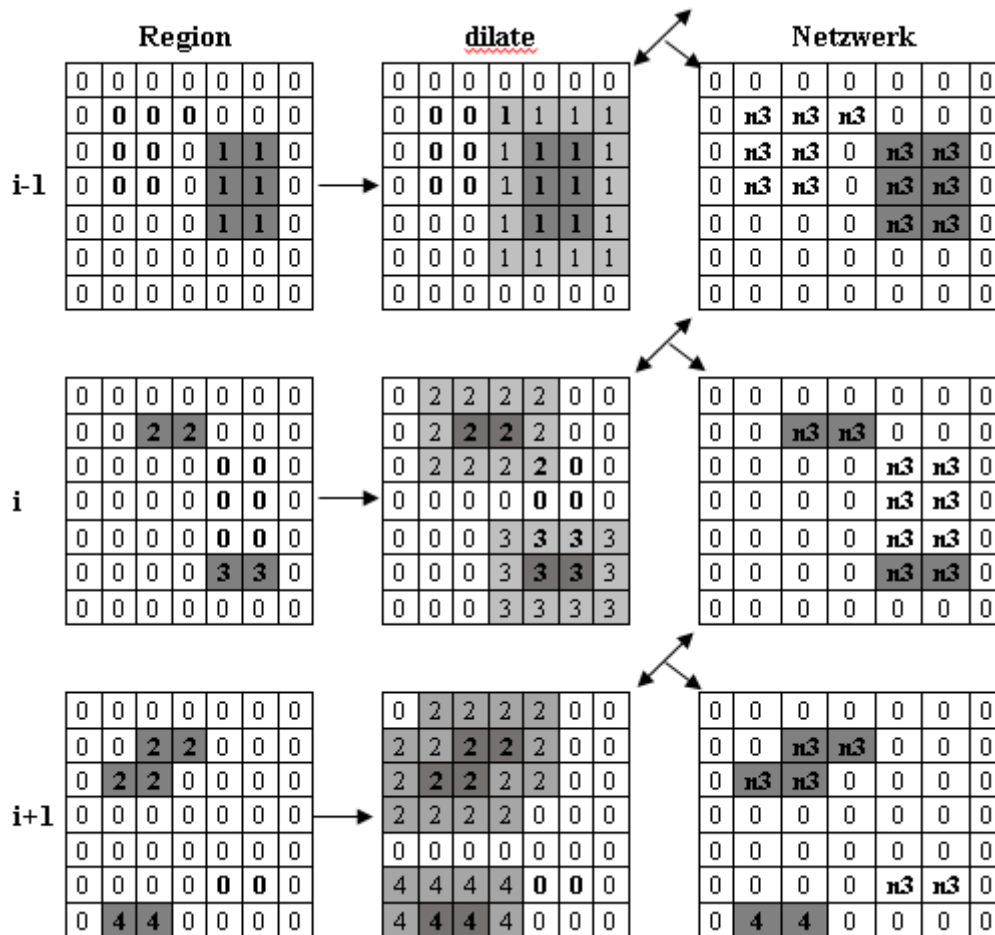 Region dilate Netzwerk
0 0 0 0 0 0 0 0 0 0 0 0 0 0 0 0 0 0 0 0 0
0 0 0 0 0 0 0 0 0 0 1 1 1 1 0 n3 n3 n3 0 0 0
0 0 0 0 1 1 0 0 0 0 1 1 1 1 0 n3 n3 0 n3 n3 0
i-1 0 0 0 0 1 1 0 0 0 0 1 1 1 1 0 n3 n3 0 n3 n3 0
0 0 0 0 1 1 0 0 0 0 1 1 1 1 0 0 0 0 n3 n3 0
0 0 0 0 0 0 0 0 0 0 1 1 1 1 0 0 0 0 0 0 0
0 0 0 0 0 0 0 0 0 0 0 0 0 0 0 0 0 0 0 0 0
0 0 0 0 0 0 0 0 2 2 2 2 0 0 0 0 0 0 0 0 0
0 0 2 2 0 0 0 0 2 2 2 2 0 0 0 0 n3 n3 0 0 0
0 0 0 0 0 0 0 0 2 2 2 2 0 0 0 0 0 0 n3 n3 0
i 0 0 0 0 0 0 0 0 0 0 0 0 0 0 0 0 0 0 n3 n3 0
0 0 0 0 0 0 0 0 0 0 3 3 3 3 0 0 0 0 n3 n3 0
0 0 0 0 3 3 0 0 0 0 3 3 3 3 0 0 0 0 n3 n3 0
0 0 0 0 0 0 0 0 0 0 3 3 3 3 0 0 0 0 0 0 0
0 0 0 0 0 0 0 0 2 2 2 2 0 0 0 0 0 0 0 0 0
0 0 2 2 0 0 0 2 2 2 2 2 0 0 0 0 n3 n3 0 0 0
0 2 2 0 0 0 0 2 2 2 2 2 0 0 0 n3 n3 0 0 0 0
i+1 0 0 0 0 0 0 0 2 2 2 2 0 0 0 0 0 0 0 0 0 0
0 0 0 0 0 0 0 0 0 0 0 0 0 0 0 0 0 0 0 0 0
0 0 0 0 0 0 0 4 4 4 4 0 0 0 0 0 0 0 n3 n3 0
0 4 4 0 0 0 0 4 4 4 4 0 0 0 0 4 4 0 0 0 0